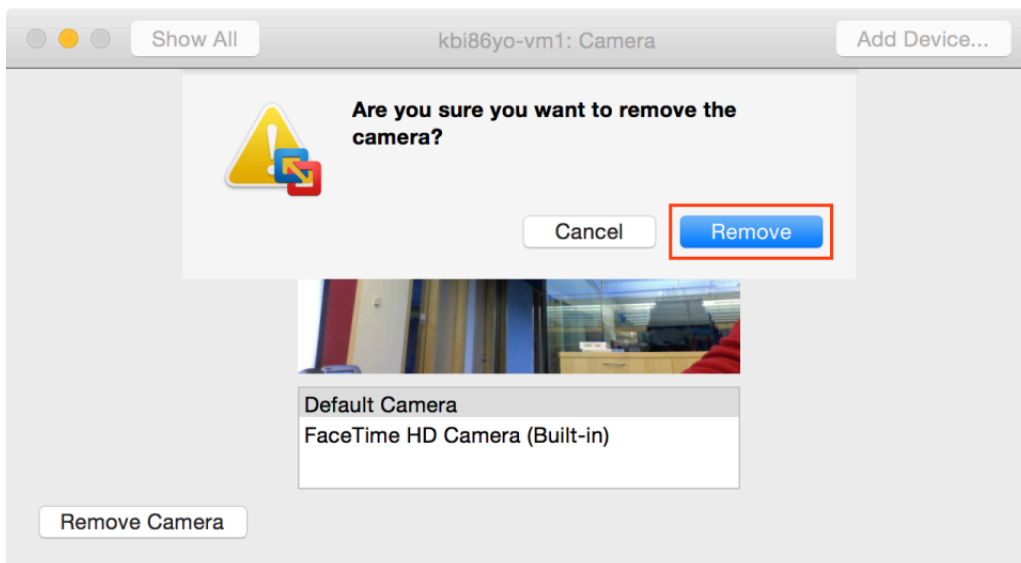 Show All
kbi86yo-vm1: Camera
Add Device...
Are you sure you want to remove the
camera?
Cancel
Remove
Default Camera
FaceTime HD Camera (Built-in)
Remove Camera